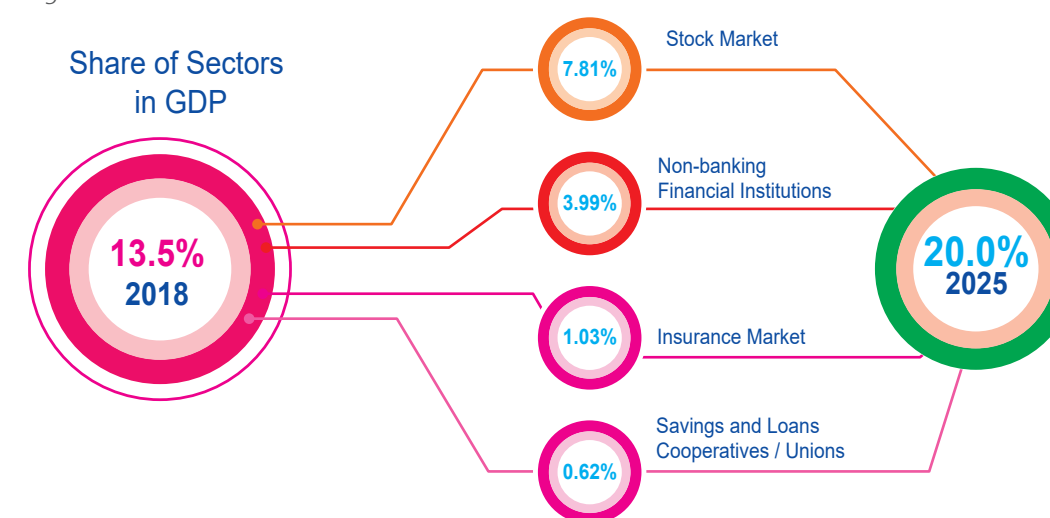 Share of Sectors
in GDP
13.5%
2018
7.81%
Stock Market
3.99%
Non-banking
Financial Institutions
1.03%
Insurance Market
0.62%
Savings and Loans
Cooperatives / Unions
20.0%
2025